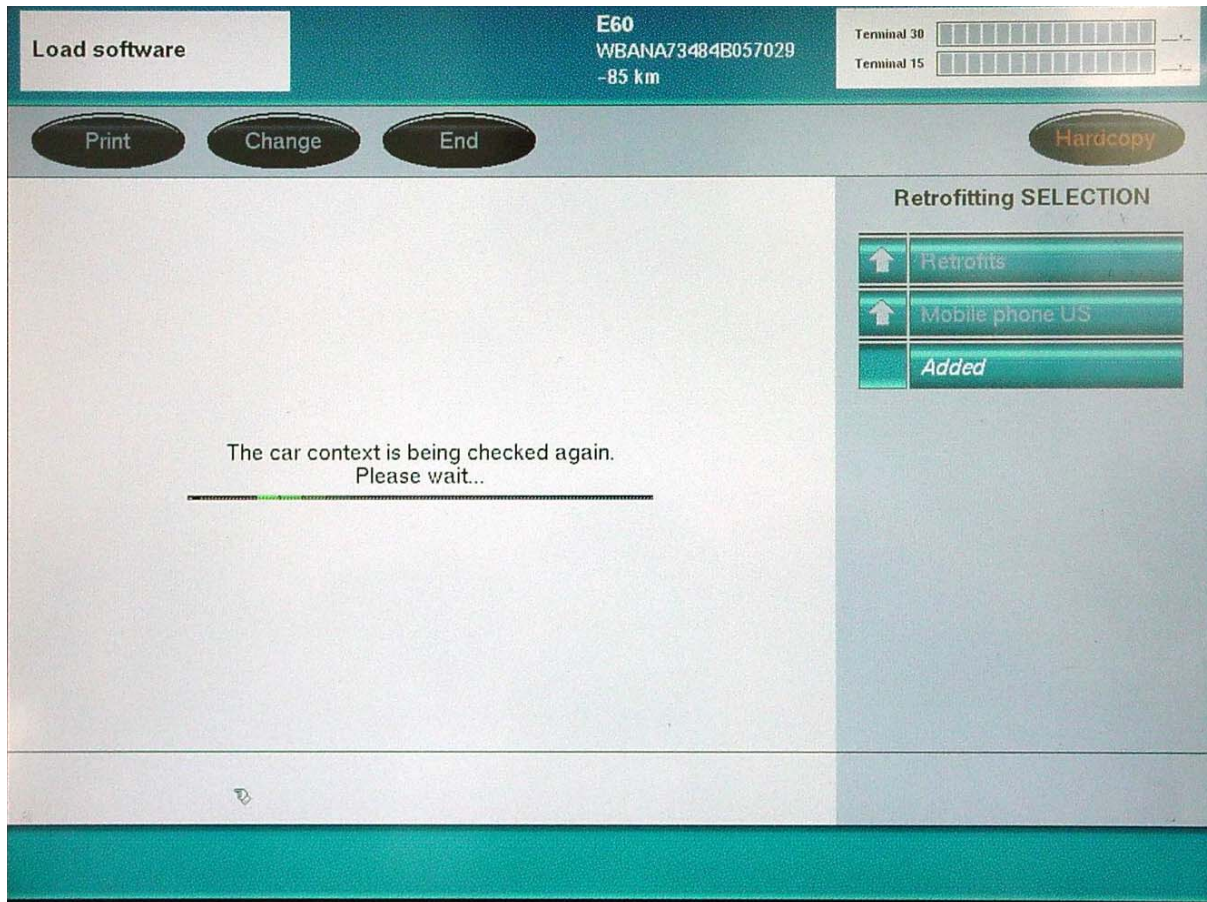 Load software
E60
WBANA73484B057029
-85 km
Terminal 30
Terminal 15
Print
Change
End
Hardcopy
Retrofitting SELECTION
Retrofits
Mobile phone US
Added
The car context is being checked again.
Please wait...